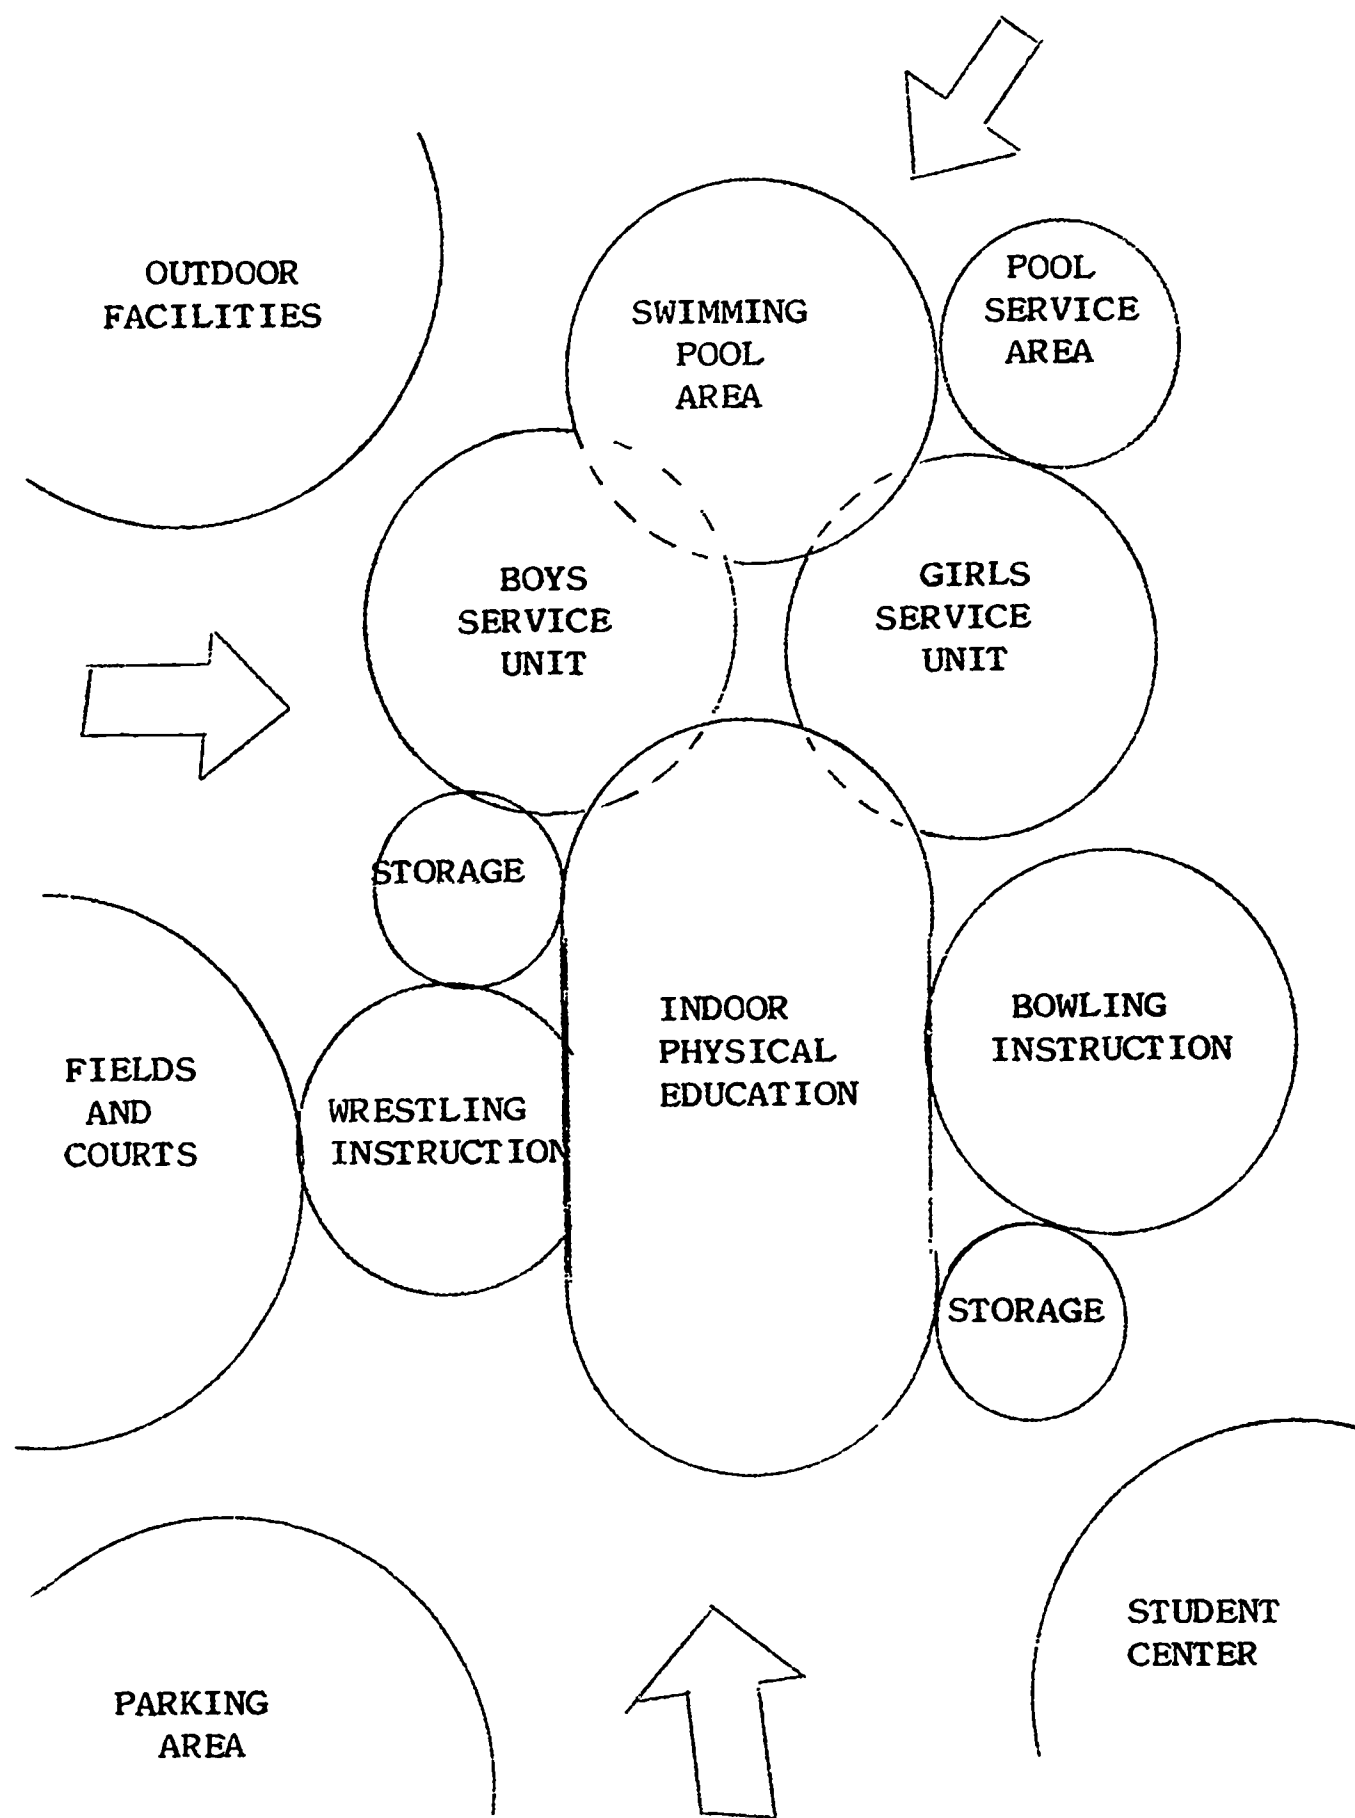 OUTDOOR
FACILITIES
SWIMMING
POOL
AREA
POOL
SERVICE
AREA
BOYS
SERVICE
UNIT
GIRLS
SERVICE
UNIT
STORAGE
FIELDS
AND
COURTS
WRESTLING
INSTRUCTION
INDOOR
PHYSICAL
EDUCATION
BOWLING
INSTRUCTION
STORAGE
PARKING
AREA
STUDENT
CENTER